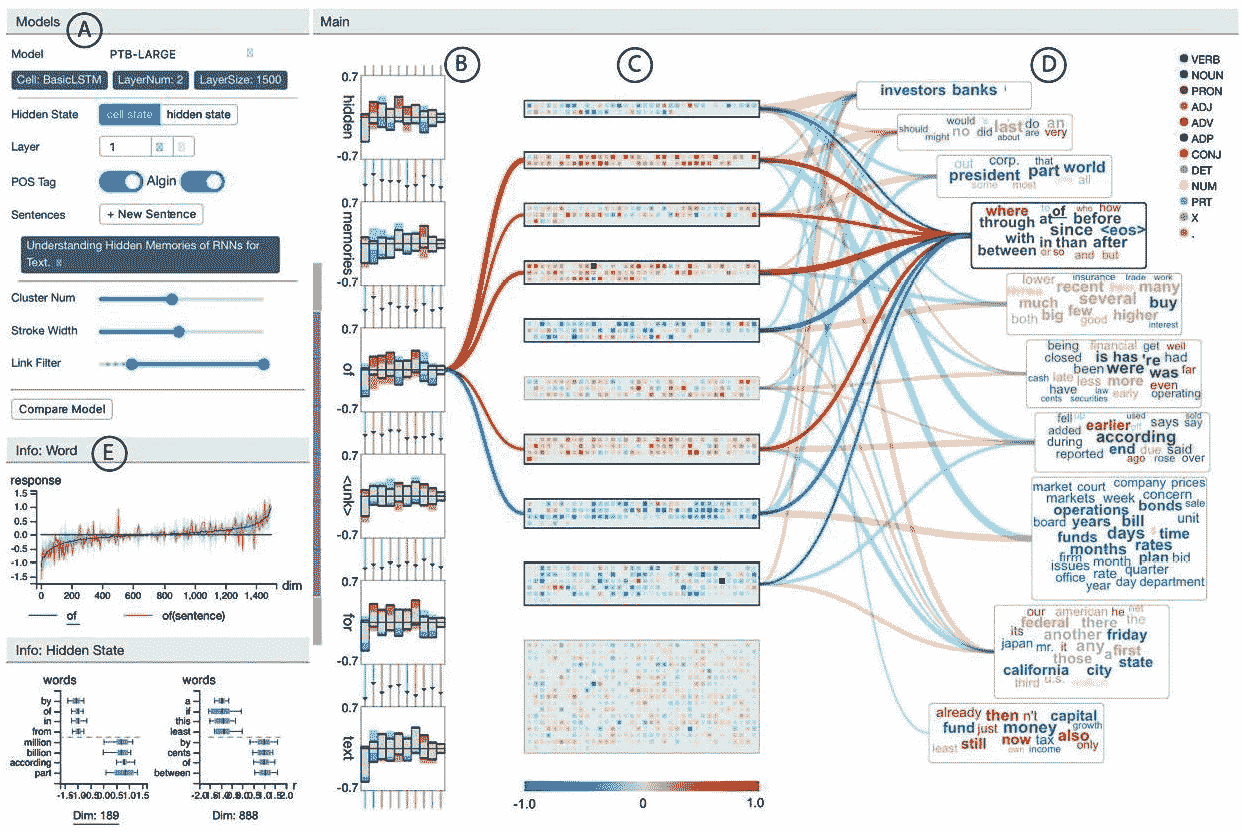 Models
A
Model
PTB-LARGE
Cell: BasicLSTM
LayerNum: 2
LayerSize: 1500
Hidden State
cell state
hidden state
Layer
1
POS Tag
Algin
Sentences
+ New Sentence
Understanding Hidden Memories of RNNs for
Text.
Cluster Num
Stroke Width
Link Filter
Compare Model
Info: Word
E
response
1.5
1.0
0.5
0.0
-0.5
-1.0
-1.5
0 200 400 600 800 1,000 1,200 1,400
dim
of
of(sentence)
Info: Hidden State
words
by
of
in
from
million
billion
according
part
Dim: 189
words
a
if
this
least
by
cents
of
between
Dim: 888
Main
B
0.7
hidden
-0.7
0.7
memories
-0.7
0.7
of
-0.7
0.7
<unk>
-0.7
0.7
for
-0.7
0.7
text
-0.7
C
-1.0 0 1.0
D
investors banks
would
should no did last do an
might about are very
out corp. that
president part world
some most all
where to of who how
through at before
since <eos>
with in than after
between or so and but
lower insurance trade work
recent many
much several buy
both big few good higher
interest
being financial get well
closed is has 're had
been were was far
cash late less more even
have law early operating
cents securities
fell up used sold
added earlier off says say
during according
reported end due said
ago rose over
market court company prices
markets week concern
operations bonds sale
board years bill unit
funds days time
months rates
firm month plan bid
issues rate quarter
office year day department
our american he net
federal there the
its another friday
japan mr. it any a first
those state
california city
third u.s.
already then n't capital
fund just money growth
least still now tax also
own income only
VERB
NOUN
PRON
ADJ
ADV
ADP
CONJ
DET
NUM
PRT
X
.